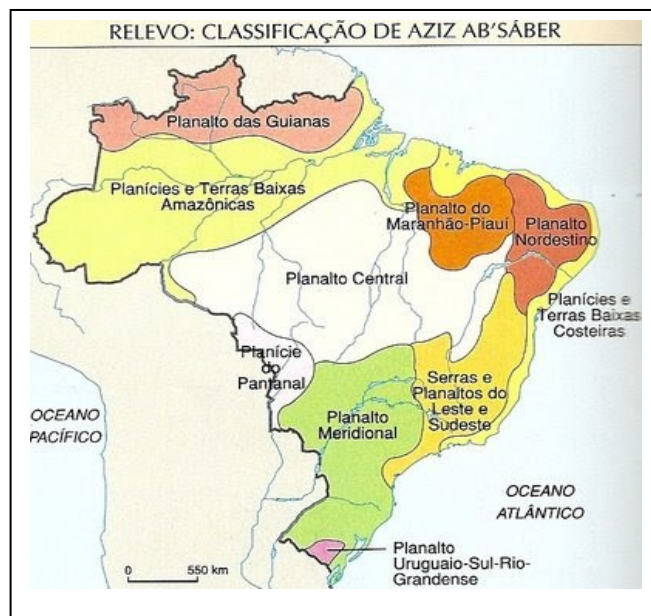 RELEVO: CLASSIFICAÇÃO DE AZIZ AB'SÁBER
Planalto das Guianas
Planícies e Terras Baixas
Amazônicas
Planalto do
Maranhão-Piauí
Planalto
Nordestino
Planalto Central
Planícies e
Terras Baixas
Costeiras
Planície
do
Pantanal
Serras e
Planaltos do
Leste e
Sudeste
Planalto
Meridional
OCEANO
PACÍFICO
OCEANO
ATLÂNTICO
Planalto
Uruguaio-Sul-Rio-
Grandense
0 550 km